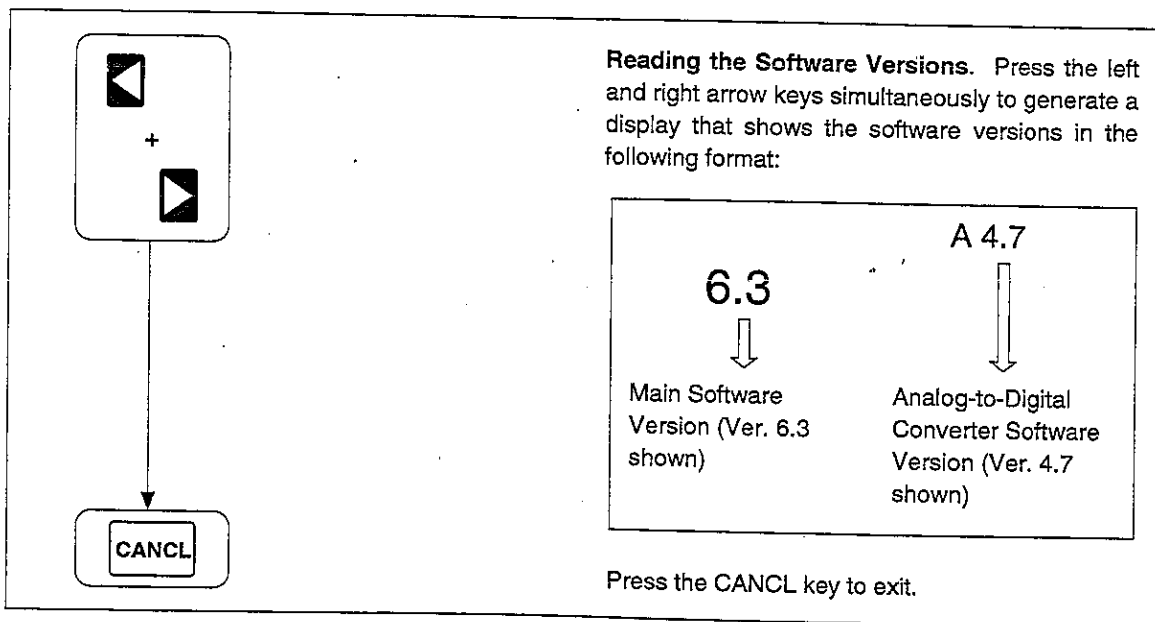 +
CANCL
Reading the Software Versions. Press the left
and right arrow keys simultaneously to generate a
display that shows the software versions in the
following format:
A 4.7
6.3
Main Software
Version (Ver. 6.3
shown)
Analog-to-Digital
Converter Software
Version (Ver. 4.7
shown)
Press the CANCL key to exit.